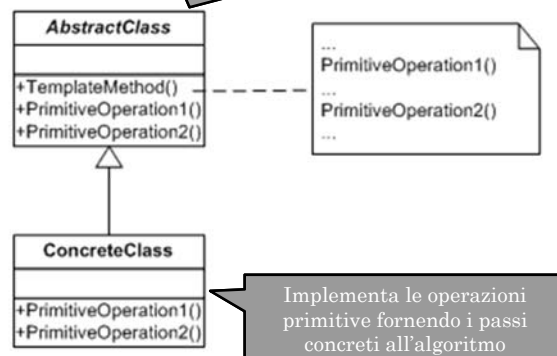 AbstractClass
+TemplateMethod()
+PrimitiveOperation1()
+PrimitiveOperation2()
...
PrimitiveOperation1()
...
PrimitiveOperation2()
...
ConcreteClass
+PrimitiveOperation1()
+PrimitiveOperation2()
Implementa le operazioni
primitive fornendo i passi
concreti all’algoritmo